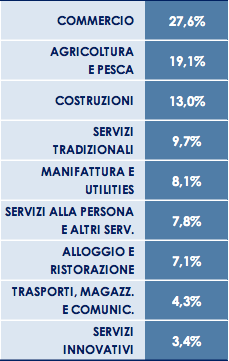 COMMERCIO 27,6%
AGRICOLTURA
E PESCA 19,1%
COSTRUZIONI 13,0%
SERVIZI
TRADIZIONALI 9,7%
MANIFATTURA E
UTILITIES 8,1%
SERVIZI ALLA PERSONA
E ALTRI SERV. 7,8%
ALLOGGIO E
RISTORAZIONE 7,1%
TRASPORTI, MAGAZZ.
E COMUNIC. 4,3%
SERVIZI
INNOVATIVI 3,4%